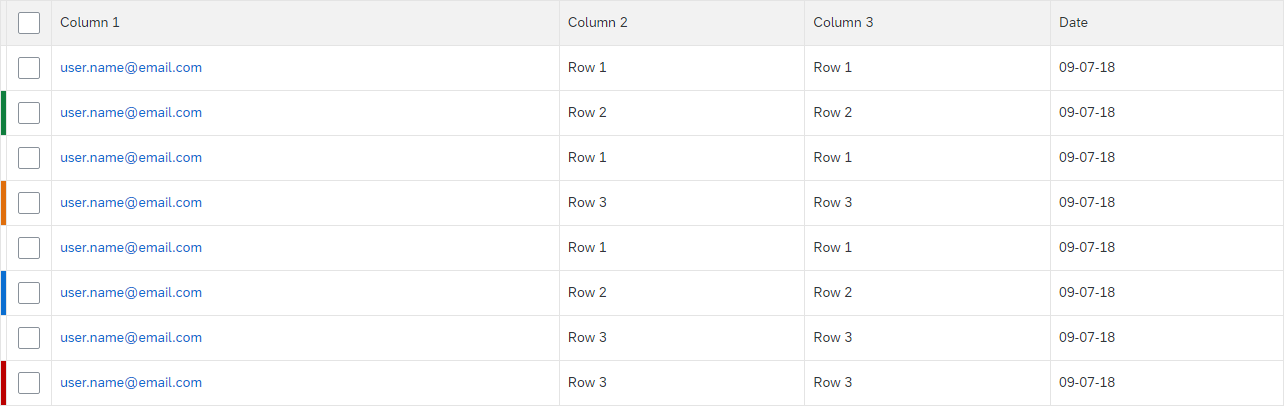 Column 1 Column 2 Column 3 Date
user.name@email.com Row 1 Row 1 09-07-18
user.name@email.com Row 2 Row 2 09-07-18
user.name@email.com Row 1 Row 1 09-07-18
user.name@email.com Row 3 Row 3 09-07-18
user.name@email.com Row 1 Row 1 09-07-18
user.name@email.com Row 2 Row 2 09-07-18
user.name@email.com Row 3 Row 3 09-07-18
user.name@email.com Row 3 Row 3 09-07-18